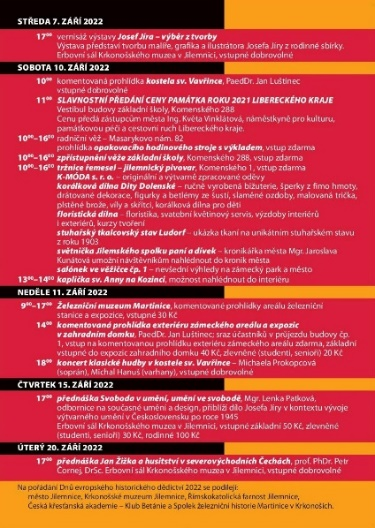 STŘEDA 7. ZÁŘÍ 2022
17⁰⁰ vernisáž výstavy Josef Jíra – výběr z tvorby
Výstava představí tvorbu malíře, grafika a ilustrátora Josefa Jíry z rodinné sbírky.
Erbovní sál Krkonošského muzea v Jilemnici, vstupné dobrovolné
SOBOTA 10. ZÁŘÍ 2022
10⁰⁰ komentovaná prohlídka kostela sv. Vavřince, PaedDr. Jan Luštinec
vstupné dobrovolné
11⁰⁰ SLAVNOSTNÍ PŘEDÁNÍ CENY PAMÁTKA ROKU 2021 LIBERECKÉHO KRAJE
Vestibul budovy základní školy, Komenského 288
Cenu předá zástupcům města Ing. Květa Vinklátová, náměstkyně pro kulturu,
památkovou péči a cestovní ruch Libereckého kraje.
10⁰⁰–16⁰⁰ radniční věž – Masarykovo nám. 82
prohlídka opakovacího hodinového stroje s výkladem, vstup zdarma
10⁰⁰–16⁰⁰ zpřístupnění věže základní školy, Komenského 288, vstup zdarma
10⁰⁰–16⁰⁰ tržnice řemesel – jilemnický pivovar, Komenského 1, vstup zdarma
K-MÓDA s. r. o. – originální a výtvarně zpracované oděvy
korálková dílna Dity Dolenské – ručně vyrobená bižuterie, šperky z fimo hmoty,
drátované dekorace, figurky a betlémy ze šustí, slaměné ozdoby, malovaná trička,
plstěné brože, víly a skřítci, korálková dílna pro děti
floristická dílna – floristika, svatební květinový servis, výzdoby interiérů
i exteriérů, kurzy tvoření
stuhařský tkalcovský stav Ludorf – ukázka tkaní na unikátním stuhařském stavu
z roku 1903
světnička Jilemského spolku paní a dívek – kronikářka města Mgr. Jaroslava
Kunátová umožní návštěvníkům nahlédnout do kronik města
salónek ve věžičce čp. 1 – nevšední výhledy na zámecký park a město
13⁰⁰–14⁰⁰ kaplička sv. Anny na Kozinci, možnost nahlédnout do interiéru
NEDĚLE 11. ZÁŘÍ 2022
9⁰⁰–17⁰⁰ Železniční muzeum Martinice, komentované prohlídky areálu železniční
stanice a expozice, vstupné 30 Kč
14⁰⁰ komentovaná prohlídka exteriéru zámeckého areálu a expozic
v zahradním domku, PaedDr. Jan Luštinec; sraz účastníků v průjezdu budovy čp.
1, vstup na komentovanou prohlídku exteriéru zámeckého areálu zdarma, základní
vstupné do expozic zahradního domku 40 Kč, zlevněné (studenti, senioři) 20 Kč
18⁰⁰ koncert klasické hudby v kostele sv. Vavřince – Michaela Prokopcová
(soprán), Michal Hanuš (varhany), vstupné dobrovolné
ČTVRTEK 15. ZÁŘÍ 2022
17⁰⁰ přednáška Svoboda v umění, umění ve svobodě, Mgr. Lenka Patková,
odbornice na současné umění a design, přiblíží dílo Josefa Jíry v kontextu vývoje
výtvarného umění v Československu po roce 1945
Erbovní sál Krkonošského muzea v Jilemnici, vstupné základní 50 Kč, zlevněné
(studenti, senioři) 30 Kč, rodinné 100 Kč
ÚTERÝ 20. ZÁŘÍ 2022
17⁰⁰ přednáška Jan Žižka a husitství v severovýchodních Čechách, prof. PhDr. Petr
Čornej, DrSc. Erbovní sál Krkonošského muzea v Jilemnici, vstupné dobrovolné
Na pořádání Dnů evropského historického dědictví 2022 se podílejí:
město Jilemnice, Krkonošské muzeum Jilemnice, Římskokatolická farnost Jilemnice,
Česká křesťanská akademie – Klub Betánie a Spolek železniční historie Martinice v Krkonoších.